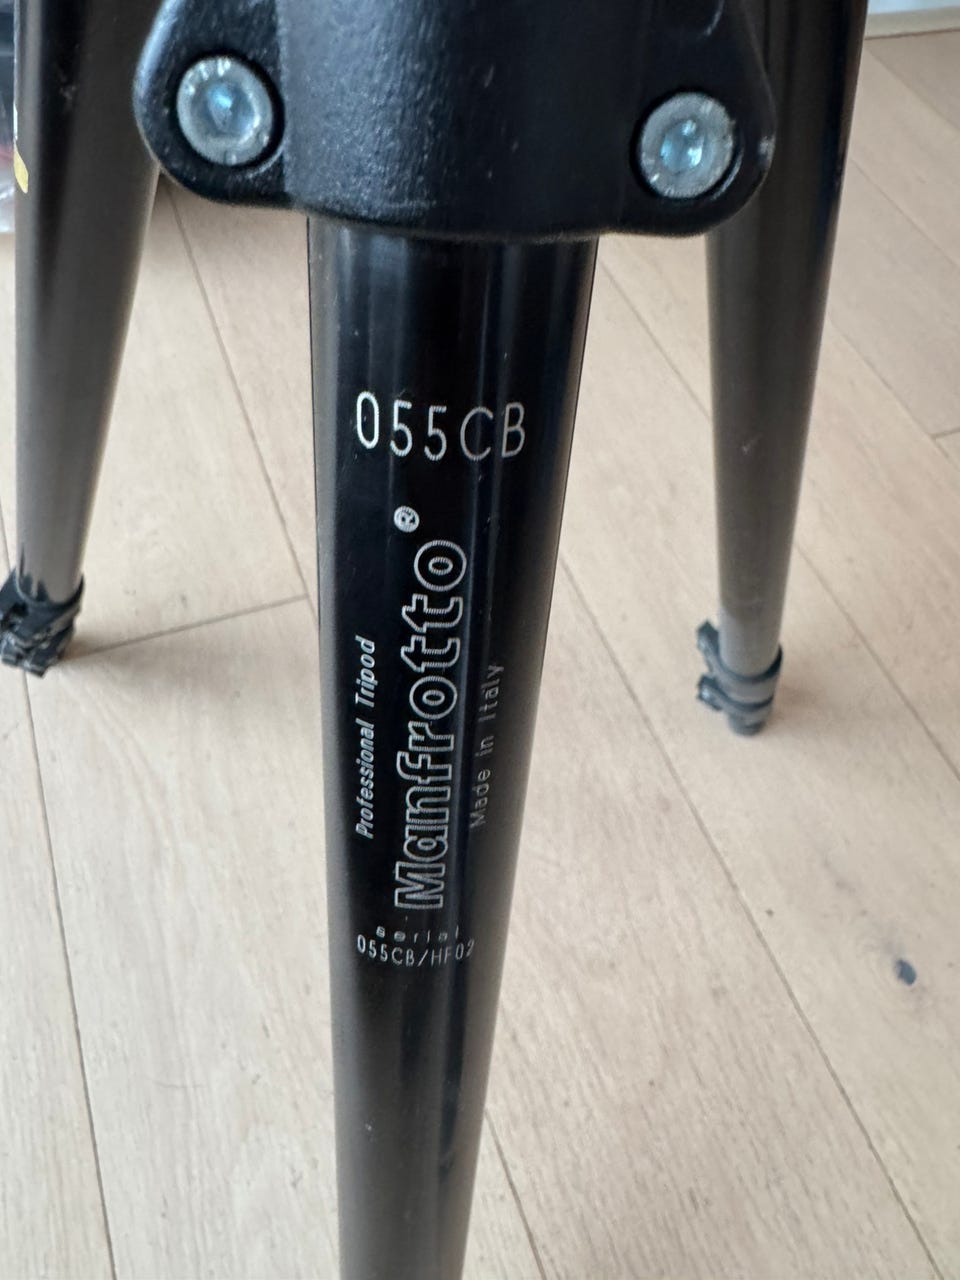 055CB
Professional Tripod
Manfrotto®
Made in Italy
serial
055CB/HF02